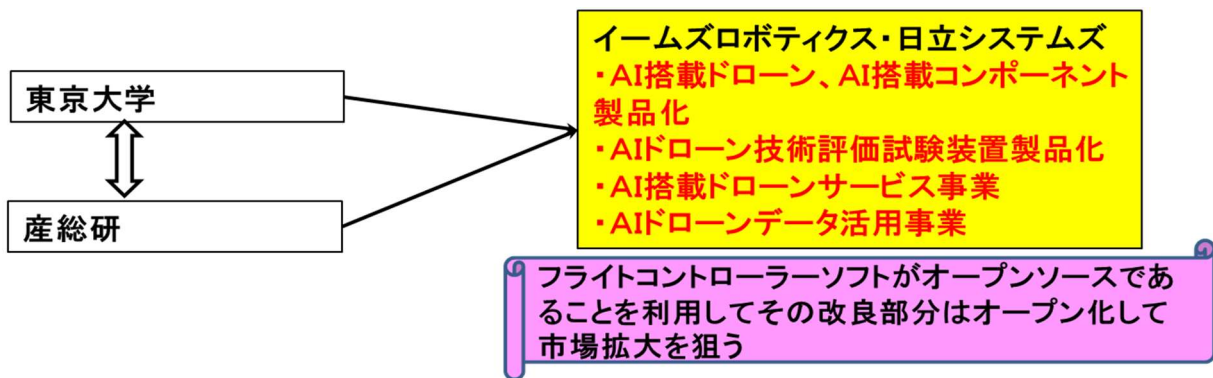 東京大学
産総研
イームズロボティクス・日立システムズ
・AI搭載ドローン、AI搭載コンポーネント
製品化
・AIドローン技術評価試験装置製品化
・AI搭載ドローンサービス事業
・AIドローンデータ活用事業
フライトコントローラーソフトがオープンソースであ
ることを利用してその改良部分はオープン化して
市場拡大を狙う